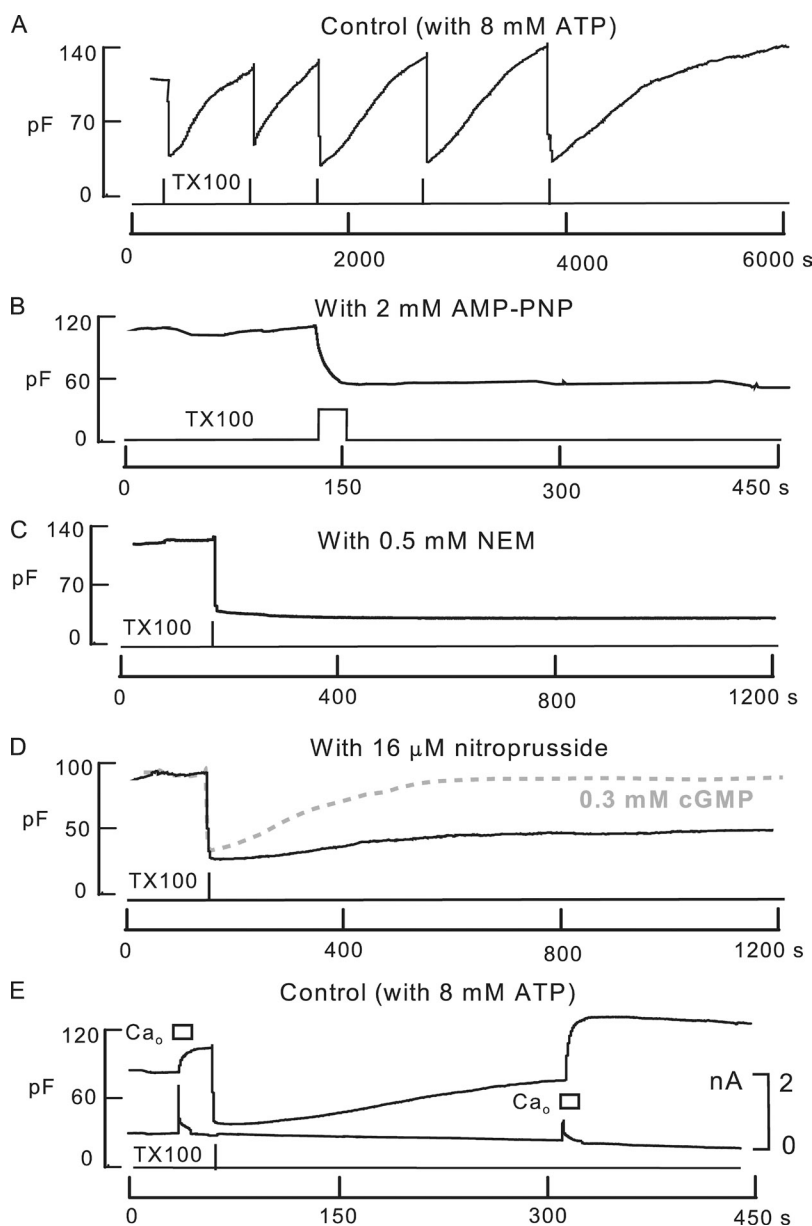 A
Control (with 8 mM ATP)
140
pF
70
0
TX100
0 2000 4000 6000 s
B
With 2 mM AMP-PNP
120
pF
60
0
TX100
0 150 300 450 s
C
With 0.5 mM NEM
140
pF
70
0
TX100
0 400 800 1200 s
D
With 16 μM nitroprusside
100
0.3 mM cGMP
pF
50
0
TX100
0 400 800 1200 s
E
Control (with 8 mM ATP)
120
Cao
pF
60
nA
2
Cao
0
0
TX100
0 150 300 450 s